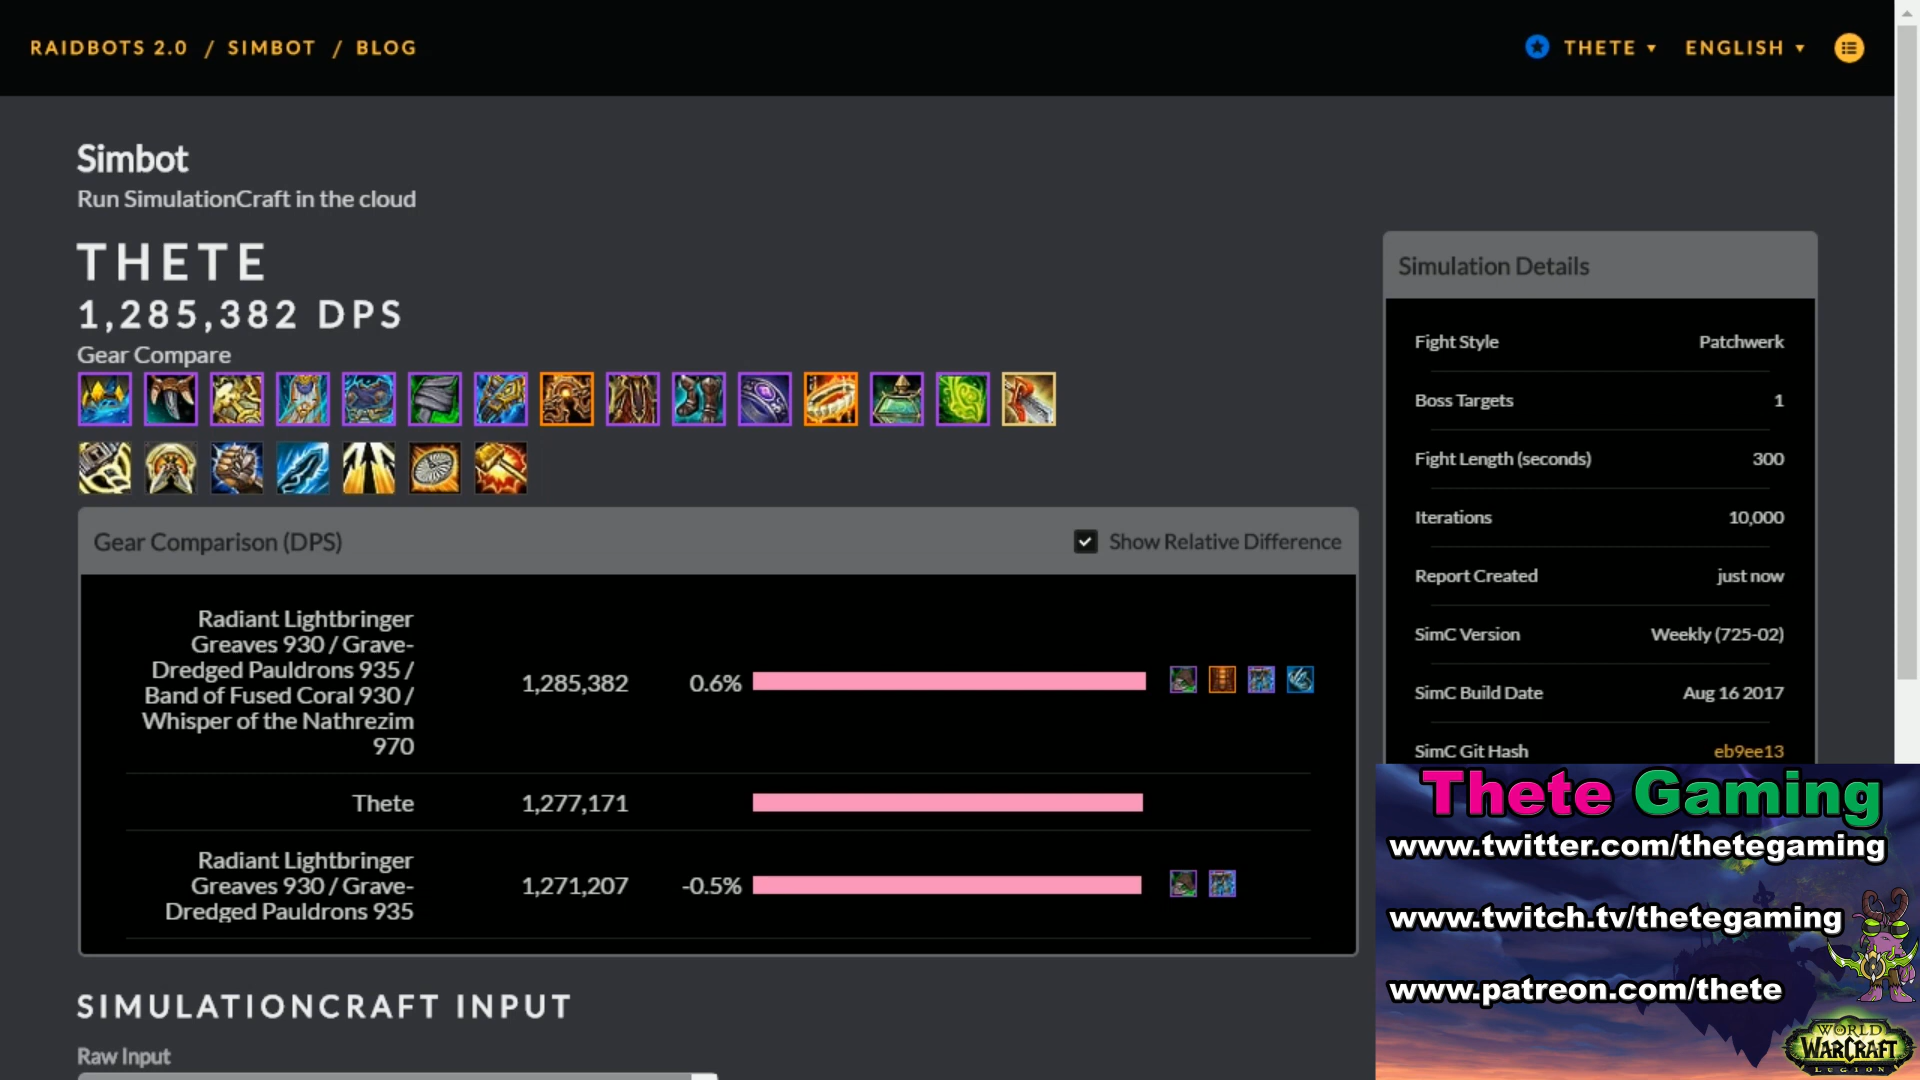 RAIDBOTS 2.0 / SIMBOT / BLOG
THETE ▼ ENGLISH ▼
Simbot
Run SimulationCraft in the cloud
THETE
1,285,382 DPS
Gear Compare
Gear Comparison (DPS)
Show Relative Difference
Radiant Lightbringer
Greaves 930 / Grave-
Dredged Pauldrons 935 /
Band of Fused Coral 930 /
Whisper of the Nathrezim
970
1,285,382 0.6%
Thete 1,277,171
Radiant Lightbringer
Greaves 930 / Grave-
Dredged Pauldrons 935
1,271,207 -0.5%
SIMULATIONCRAFT INPUT
Raw Input
Simulation Details
Fight Style Patchwerk
Boss Targets 1
Fight Length (seconds) 300
Iterations 10,000
Report Created just now
SimC Version Weekly (725-02)
SimC Build Date Aug 16 2017
SimC Git Hash eb9ee13
Thete Gaming
www.twitter.com/thetegaming
www.twitch.tv/thetegaming
www.patreon.com/thete
WORLD
WARCRAFT
LEGION